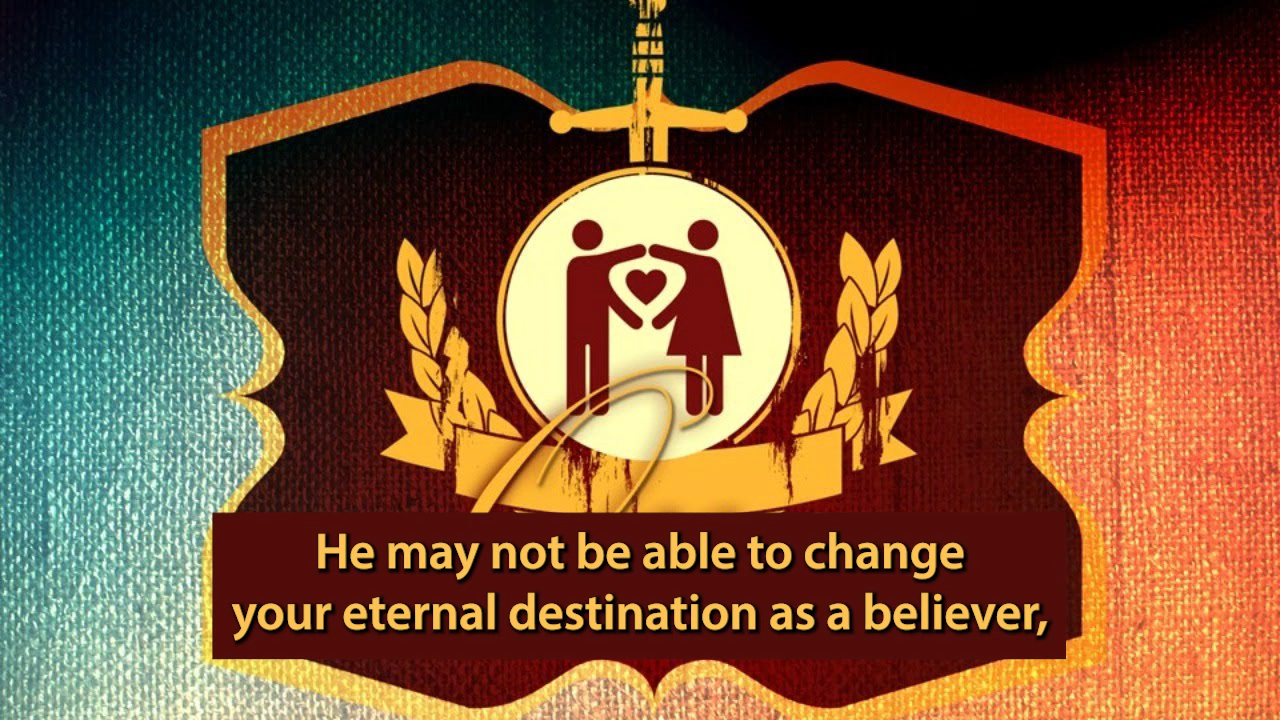 He may not be able to change
your eternal destination as a believer,